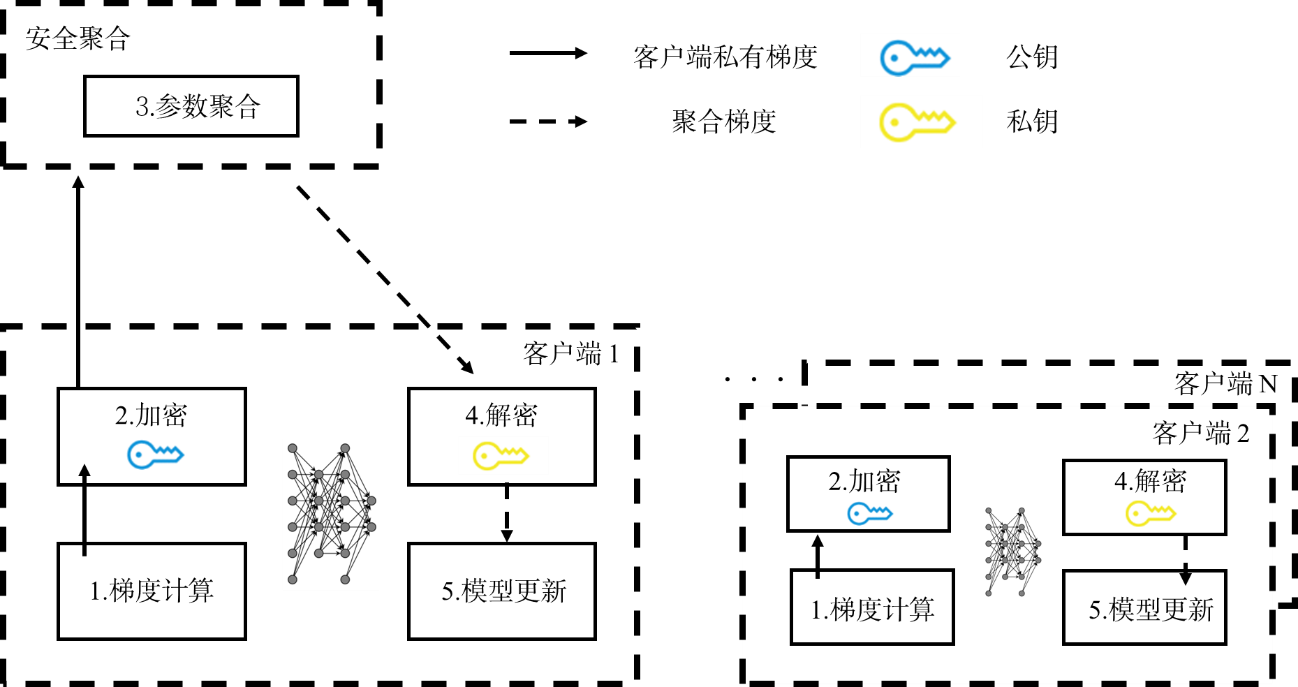 安全聚合
3.参数聚合
客户端私有梯度
公钥
聚合梯度
私钥
客户端1
2.加密
4.解密
1.梯度计算
5.模型更新
· · ·
客户端N
客户端2
2.加密
4.解密
1.梯度计算
5.模型更新